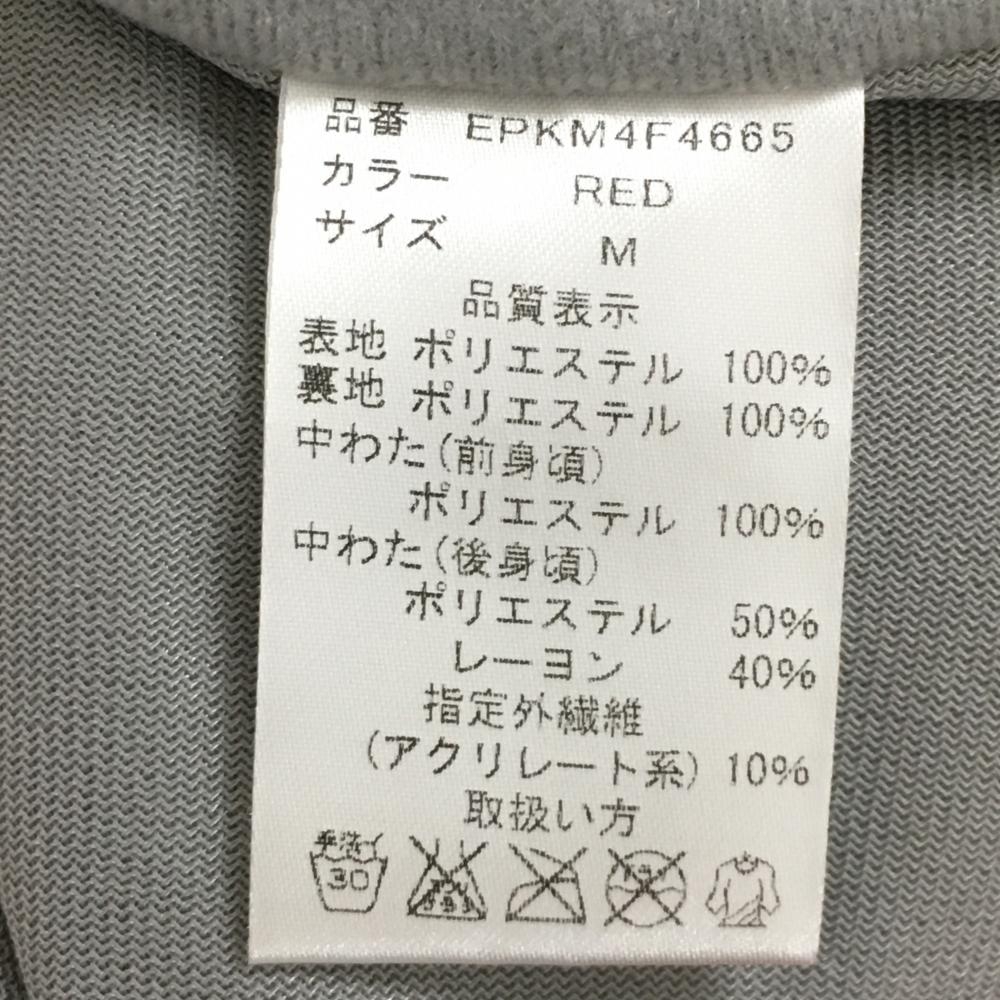 品番 EPKM4F4665
カラー RED
サイズ M
品質表示
表地 ポリエステル 100%
裏地 ポリエステル 100%
中わた(前身頃)
ポリエステル 100%
中わた(後身頃)
ポリエステル 50%
レーヨン 40%
指定外繊維
(アクリレート系) 10%
取扱い方
手洗イ
30